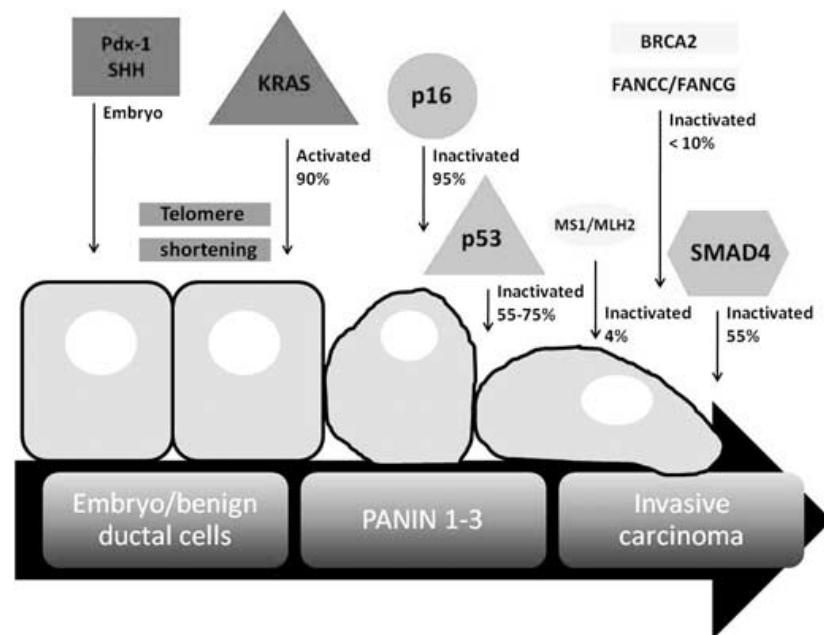 Pdx-1
SHH
Embryo
KRAS
Activated
90%
Telomere
shortening
p16
Inactivated
95%
p53
Inactivated
55-75%
MS1/MLH2
Inactivated
4%
BRCA2
FANCC/FANCG
Inactivated
< 10%
SMAD4
Inactivated
55%
Embryo/benign
ductal cells
PANIN 1-3
Invasive
carcinoma